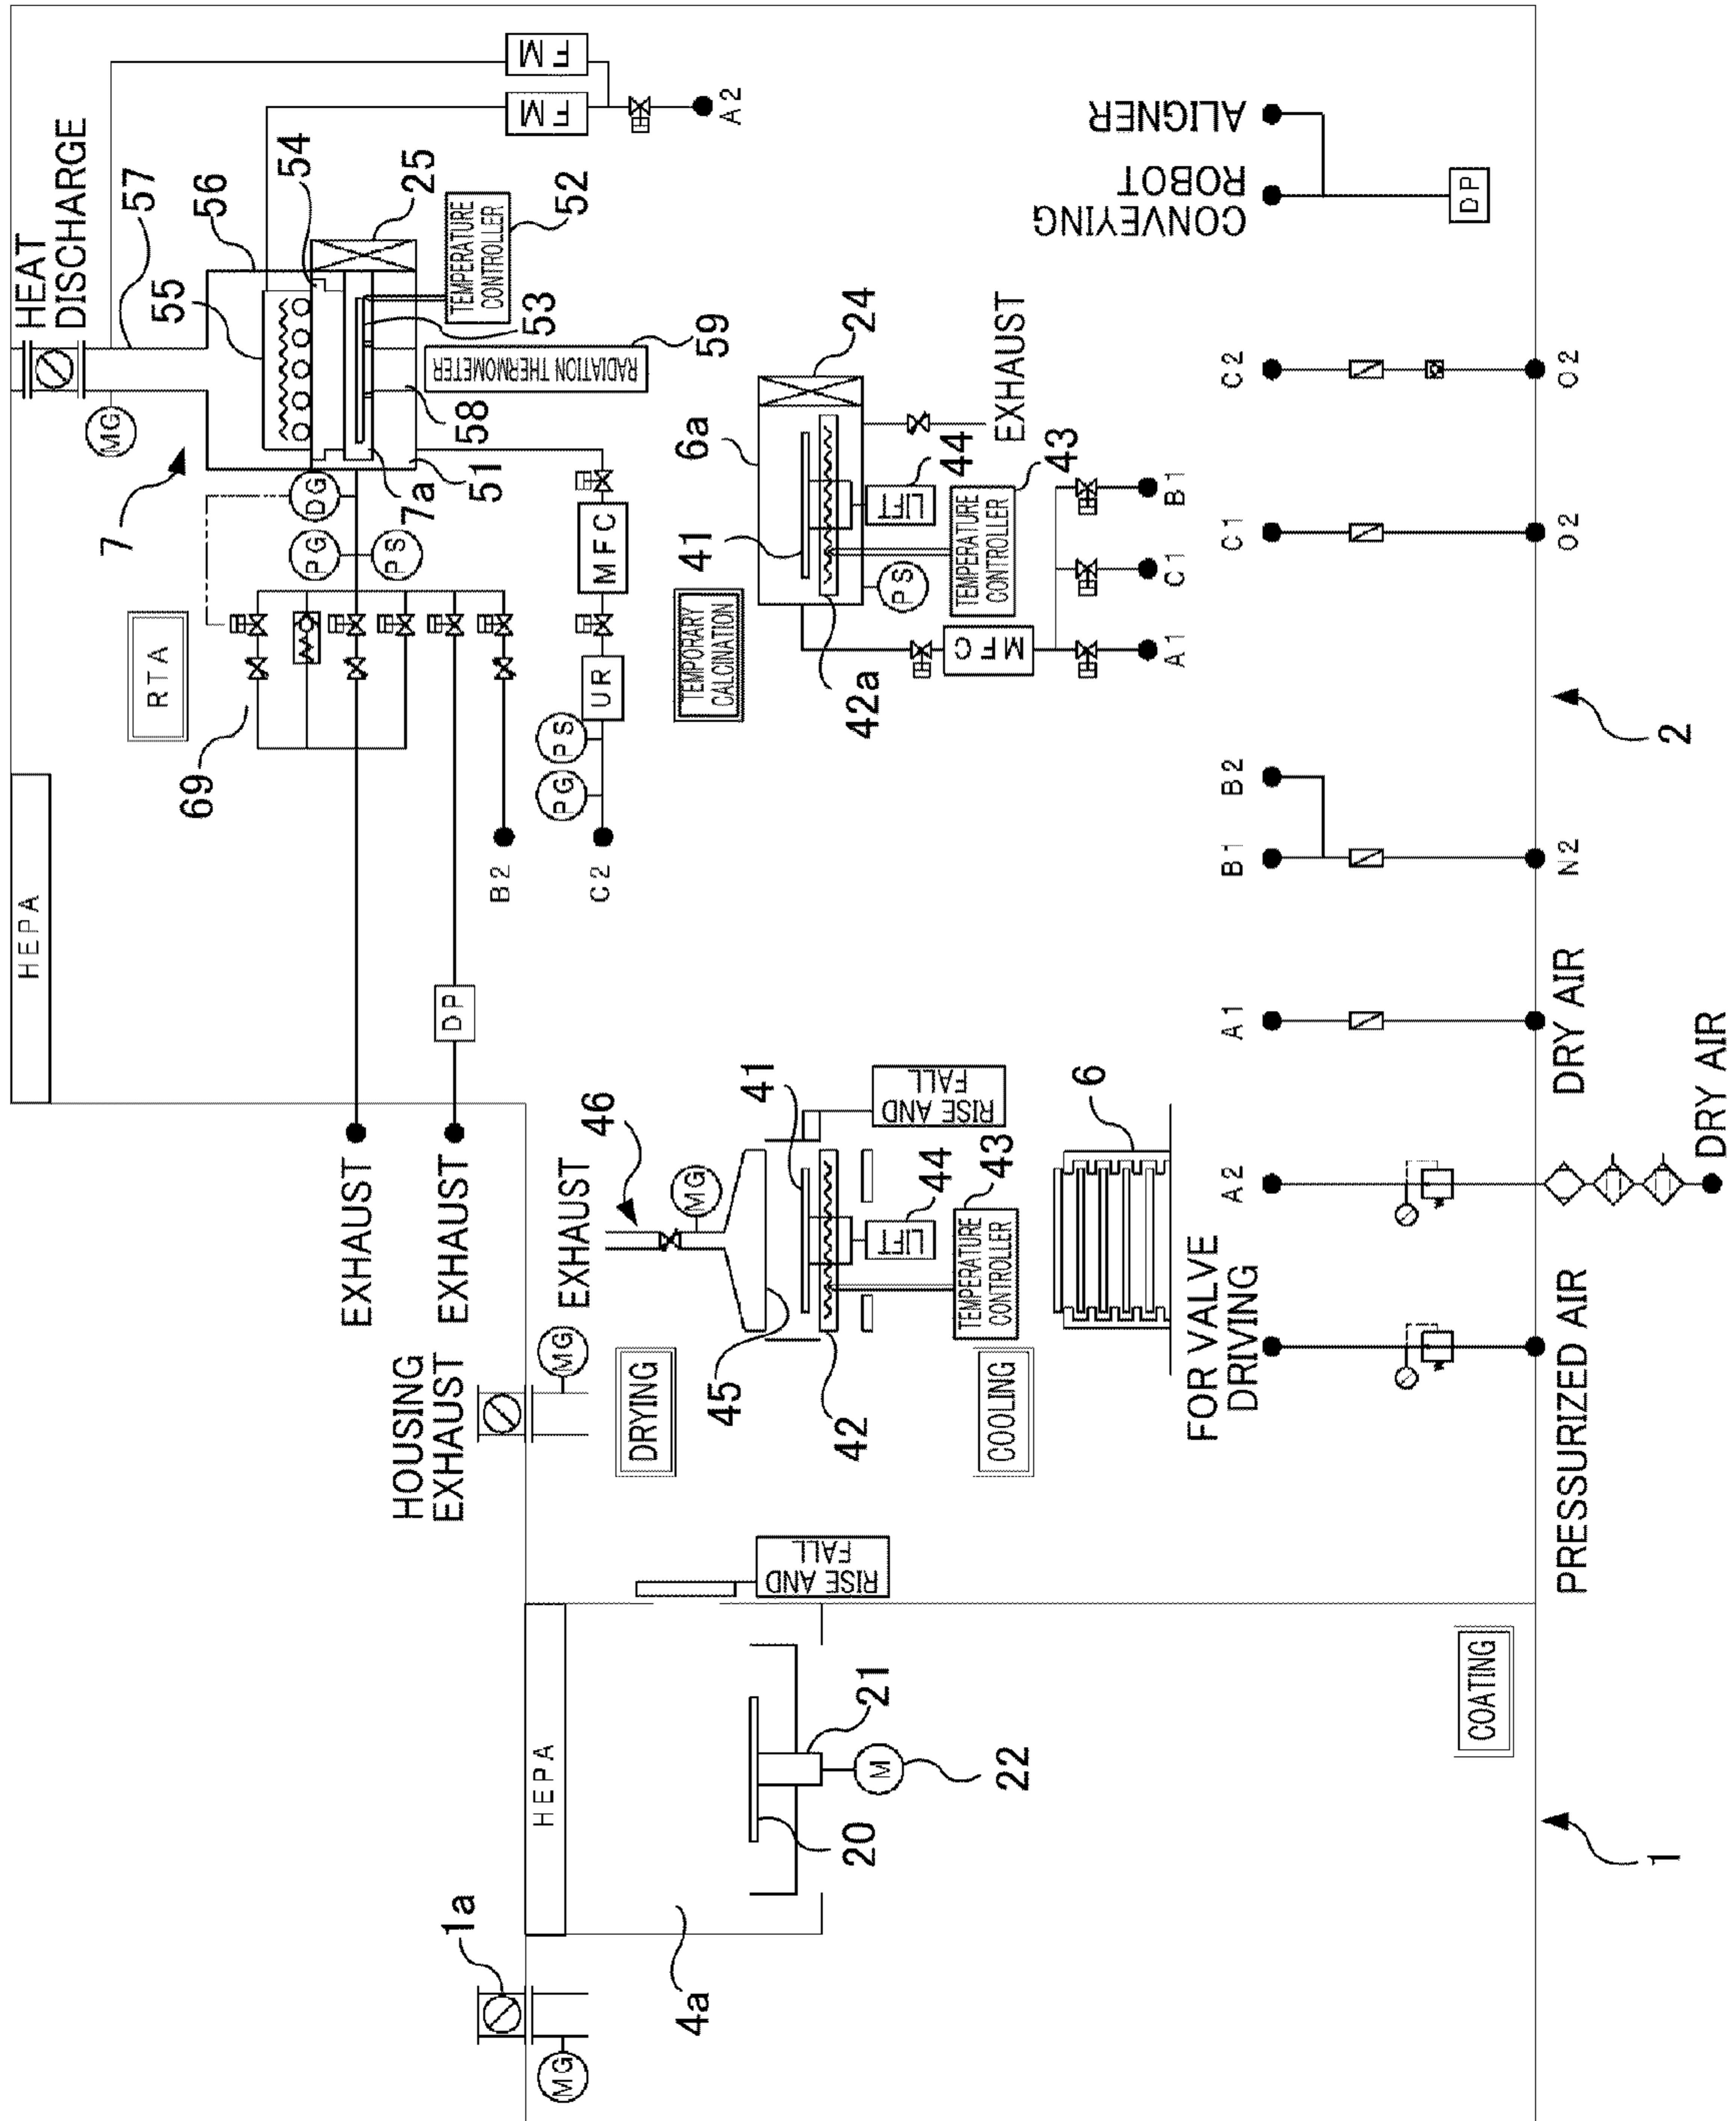 HEAT
DISCHARGE
57
56
55
54
25
TEMPERATURE
CONTROLLER
52
53
RADIATION THERMOMETER
59
58
51
7a
7
MG
DG
PG
PS
FM
FM
A2
RTA
69
MFC
UR
PS
PG
B2
C2
HEPA
DP
EXHAUST
EXHAUST
TEMPORARY
CALCINATION
6a
24
41
42a
PS
LIFT
44
TEMPERATURE
CONTROLLER
43
EXHAUST
MFC
A1
C1
B1
ALIGNER
CONVEYING
ROBOT
DP
HOUSING
EXHAUST
MG
EXHAUST
46
MG
41
45
42
LIFT
44
TEMPERATURE
CONTROLLER
43
RISE AND
FALL
DRYING
COOLING
6
FOR VALVE
DRIVING
A2
A1
B1
B2
C1
C2
PRESSURIZED AIR
DRY AIR
DRY AIR
N2
O2
O2
2
RISE AND
FALL
HEPA
1a
MG
4a
20
21
M
22
COATING
1